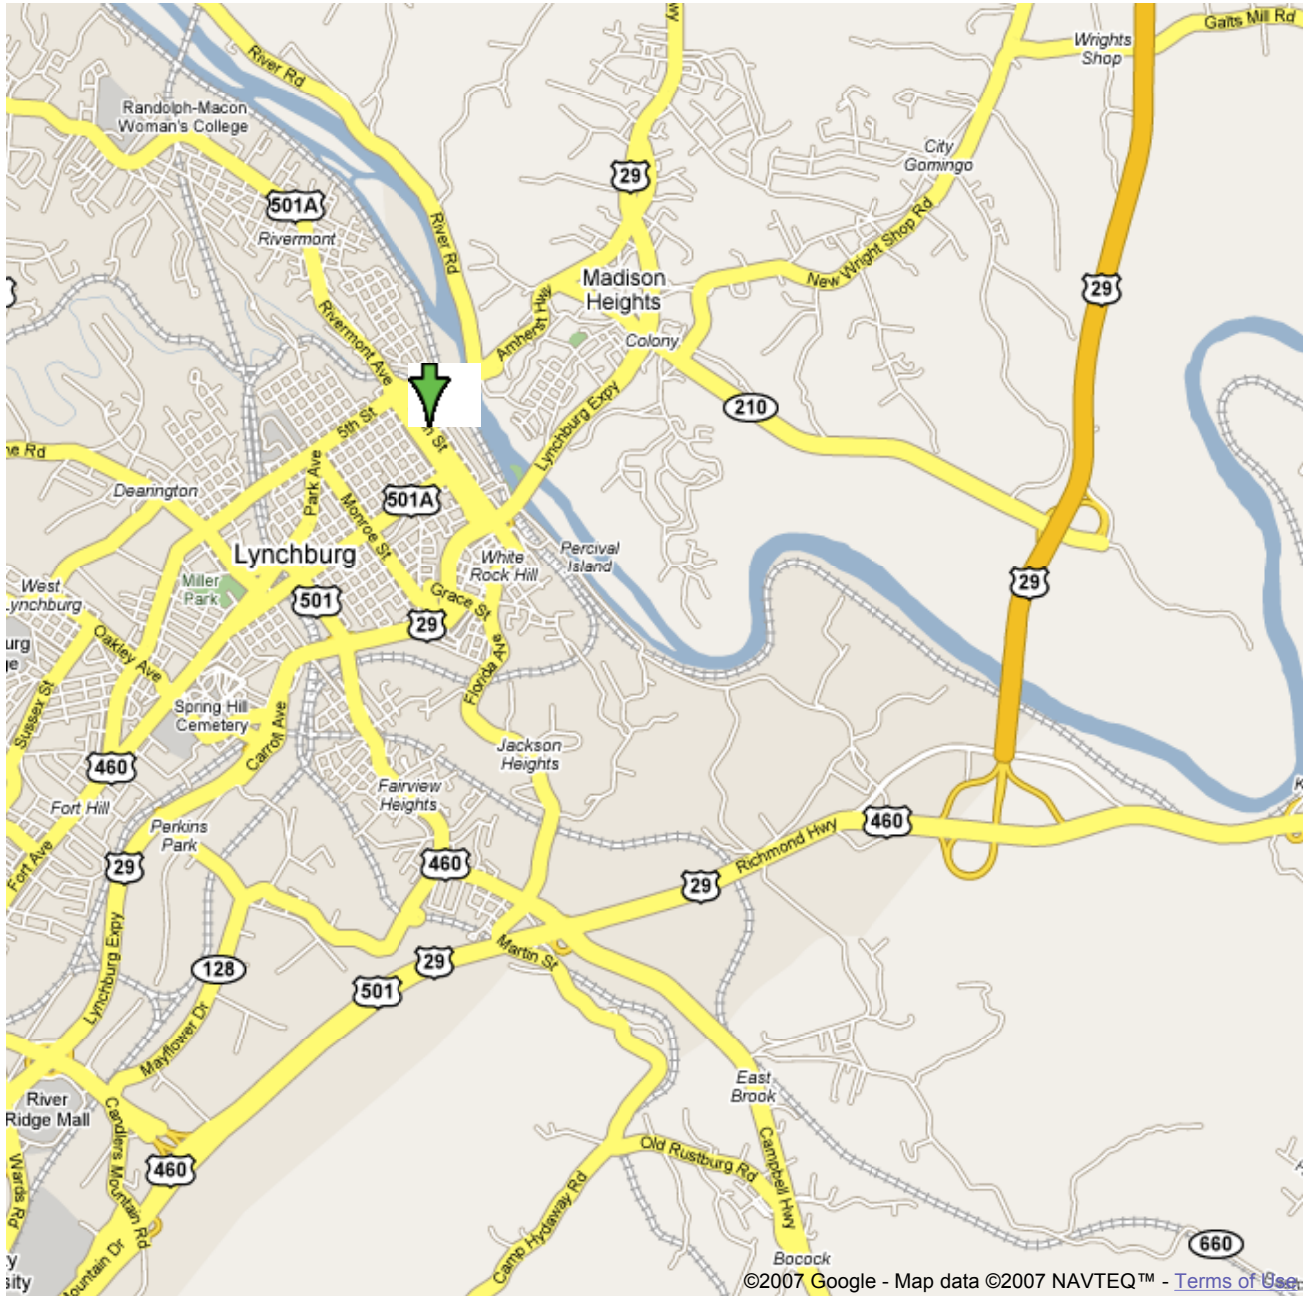 Galts Mill Rd
Wrights
Shop
River Rd
Randolph-Macon
Woman's College
City
Gomingo
29
501A
Rivermont
River Rd
New Wright Shop Rd
Madison
Heights
29
Rivermont Ave
Amherst Hwy
Colony
210
5th St
St
Lynchburg Expy
Park Ave
Dearington
501A
Monroe St
Lynchburg
White
Rock Hill
Percival
Island
Miller
Park
West
Lynchburg
501
Grace St
29
29
Oakley Ave
Florida Ave
Sussex St
Spring Hill
Cemetery
Carroll Ave
Jackson
Heights
460
Fairview
Heights
Fort Hill
Perkins
Park
460
Richmond Hwy
Fort Ave
29
460
29
Lynchburg Expy
Martin St
29
128
501
Mayflower Dr
East
Brook
River
Ridge Mall
Candlers Mountain Rd
Old Rustburg Rd
Campbell Hwy
460
Wards Rd
Camp Hydaway Rd
660
Bocock
©2007 Google - Map data ©2007 NAVTEQ™ - Terms of Use